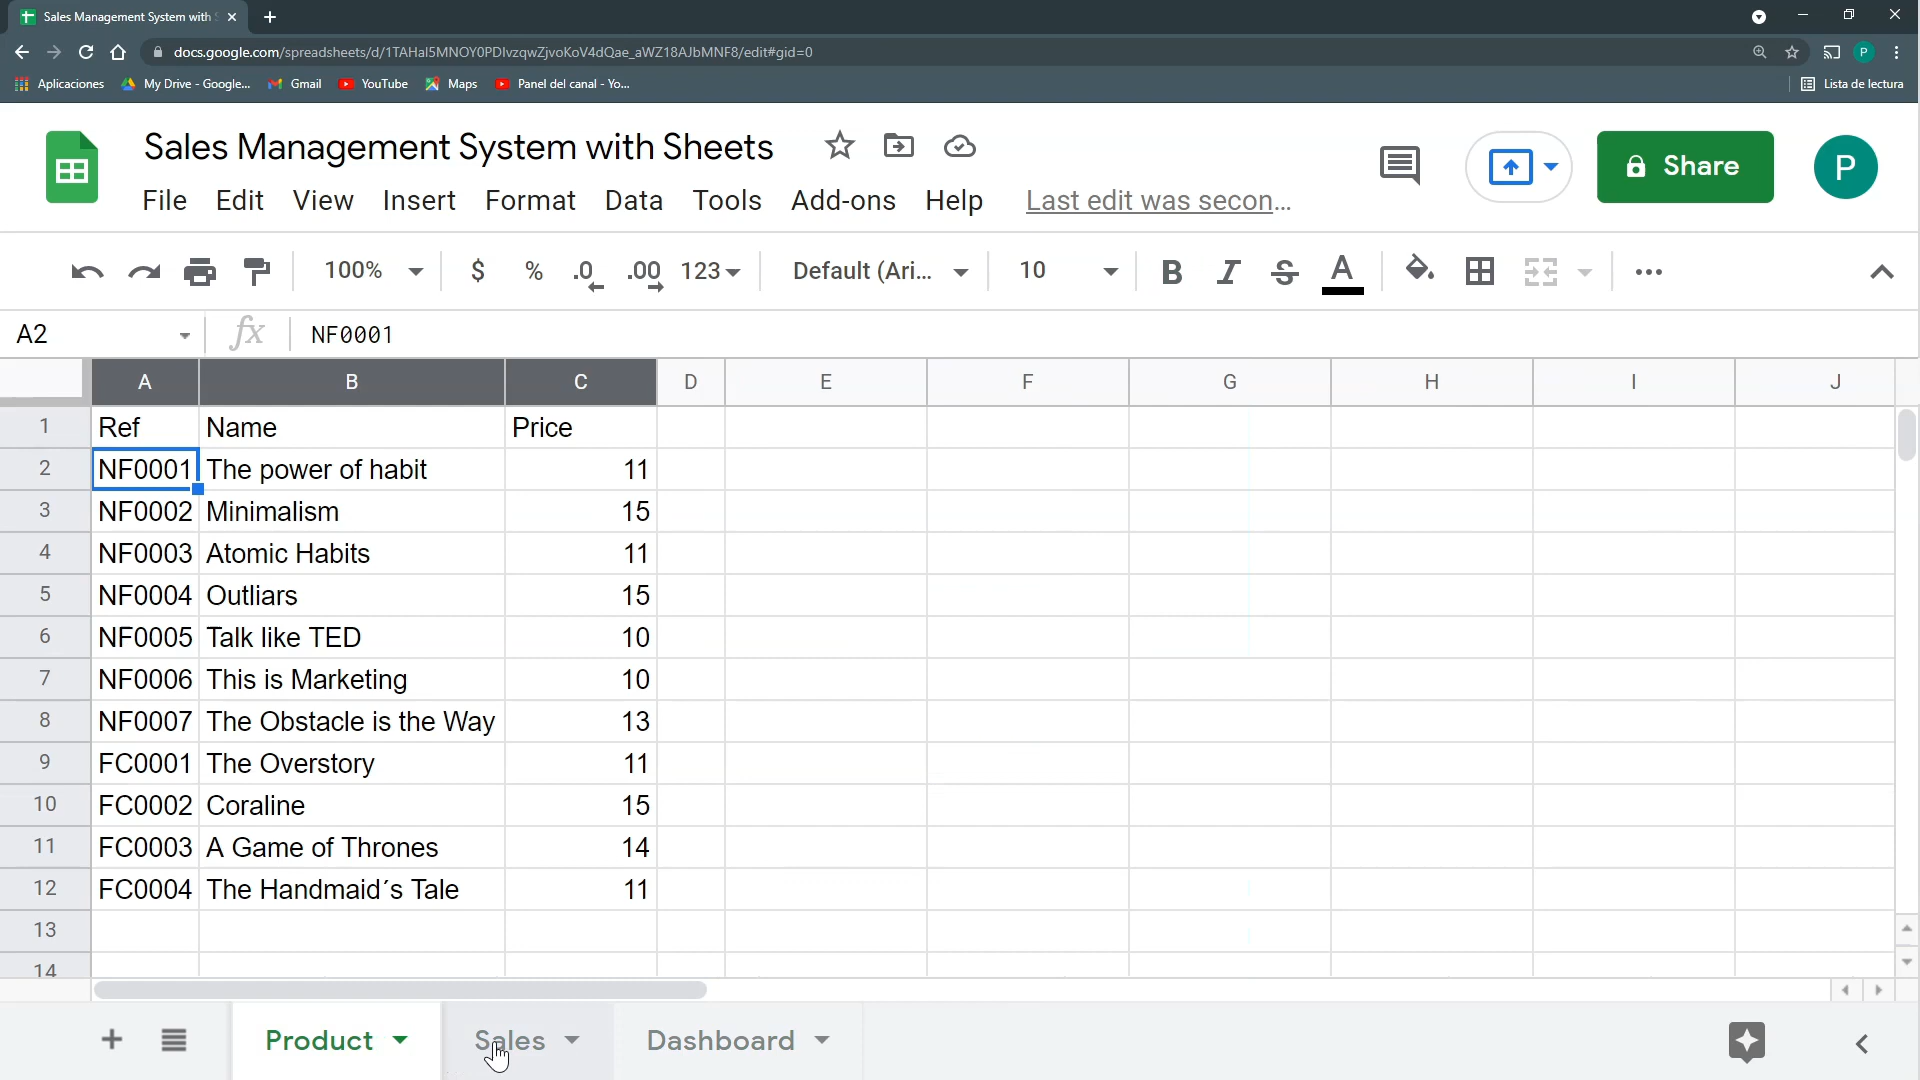 Sales Management System with S
docs.google.com/spreadsheets/d/1TAHal5MNOY0PDlvzqwZjvoKoV4dQae_aWZ18AJbMNF8/edit#gid=0
P
Aplicaciones My Drive - Google... Gmail YouTube Maps Panel del canal - Yo... Lista de lectura
Sales Management System with Sheets
File Edit View Insert Format Data Tools Add-ons Help Last edit was secon...
Share
P
100% $ % .0 .00 123 Default (Ari... 10 B I S A
A2 fx NF0001
A B C D E F G H I J
1 Ref Name Price
2 NF0001 The power of habit 11
3 NF0002 Minimalism 15
4 NF0003 Atomic Habits 11
5 NF0004 Outliars 15
6 NF0005 Talk like TED 10
7 NF0006 This is Marketing 10
8 NF0007 The Obstacle is the Way 13
9 FC0001 The Overstory 11
10 FC0002 Coraline 15
11 FC0003 A Game of Thrones 14
12 FC0004 The Handmaid´s Tale 11
13
14
Product Sales Dashboard